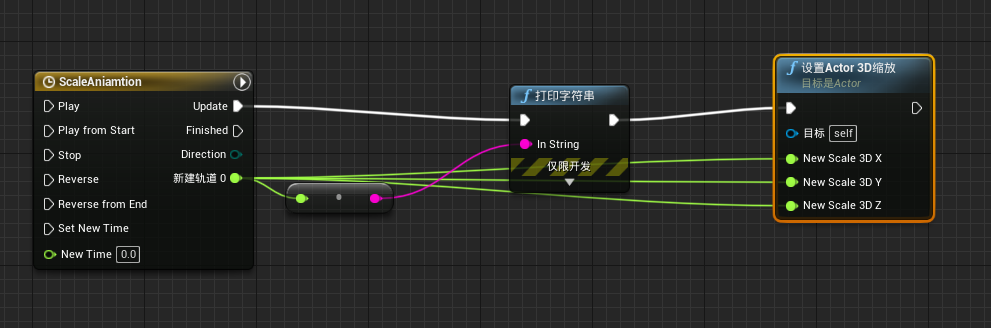 ScaleAniamtion
Play
Update
Play from Start
Finished
Stop
Direction
Reverse
新建轨道 0
Reverse from End
Set New Time
New Time 0.0
打印字符串
In String
仅限开发
设置Actor 3D缩放
目标是Actor
目标 self
New Scale 3D X
New Scale 3D Y
New Scale 3D Z